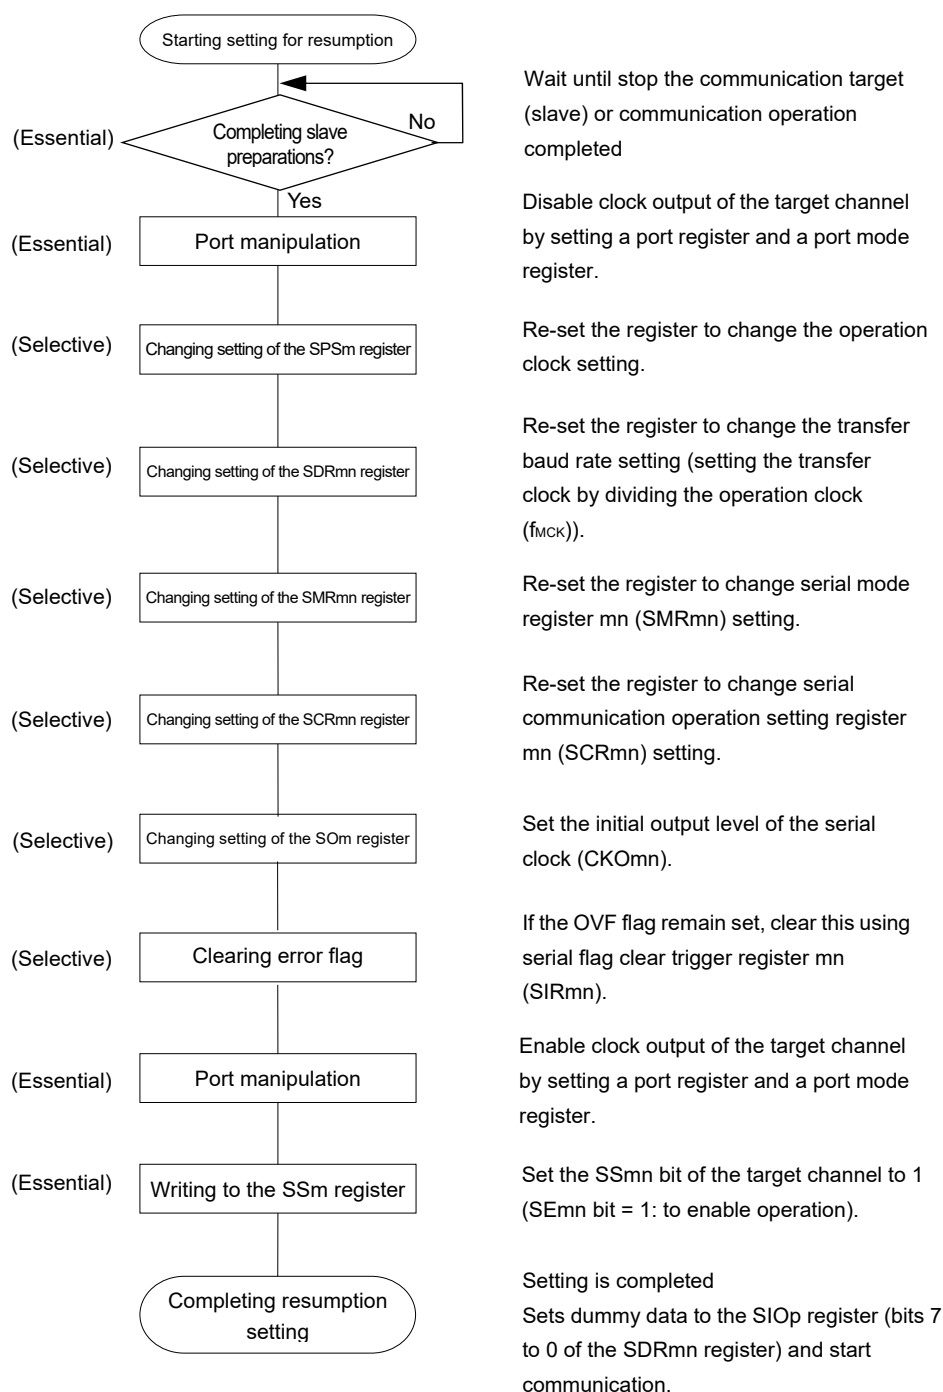 Starting setting for resumption
Wait until stop the communication target
(slave) or communication operation
completed
(Essential)
Completing slave
preparations?
No
Yes
Disable clock output of the target channel
by setting a port register and a port mode
register.
(Essential)
Port manipulation
(Selective)
Changing setting of the SPSm register
Re-set the register to change the operation
clock setting.
(Selective)
Changing setting of the SDRmn register
Re-set the register to change the transfer
baud rate setting (setting the transfer
clock by dividing the operation clock
(fMCK)).
(Selective)
Changing setting of the SMRmn register
Re-set the register to change serial mode
register mn (SMRmn) setting.
(Selective)
Changing setting of the SCRmn register
Re-set the register to change serial
communication operation setting register
mn (SCRmn) setting.
(Selective)
Changing setting of the SOm register
Set the initial output level of the serial
clock (CKOmn).
(Selective)
Clearing error flag
If the OVF flag remain set, clear this using
serial flag clear trigger register mn
(SIRmn).
(Essential)
Port manipulation
Enable clock output of the target channel
by setting a port register and a port mode
register.
(Essential)
Writing to the SSm register
Set the SSmn bit of the target channel to 1
(SEmn bit = 1: to enable operation).
Completing resumption
setting
Setting is completed
Sets dummy data to the SIOp register (bits 7
to 0 of the SDRmn register) and start
communication.